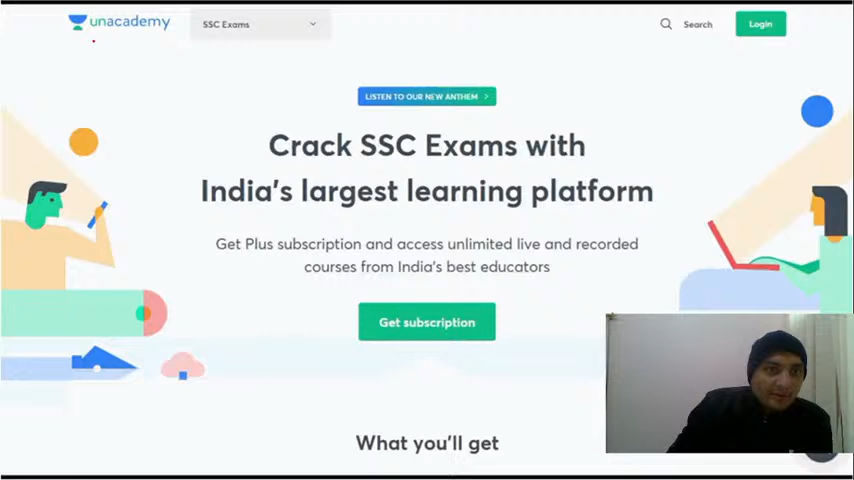 unacademy
SSC Exams
Search
Login
LISTEN TO OUR NEW ANTHEM >
Crack SSC Exams with
India's largest learning platform
Get Plus subscription and access unlimited live and recorded
courses from India's best educators
Get subscription
What you'll get